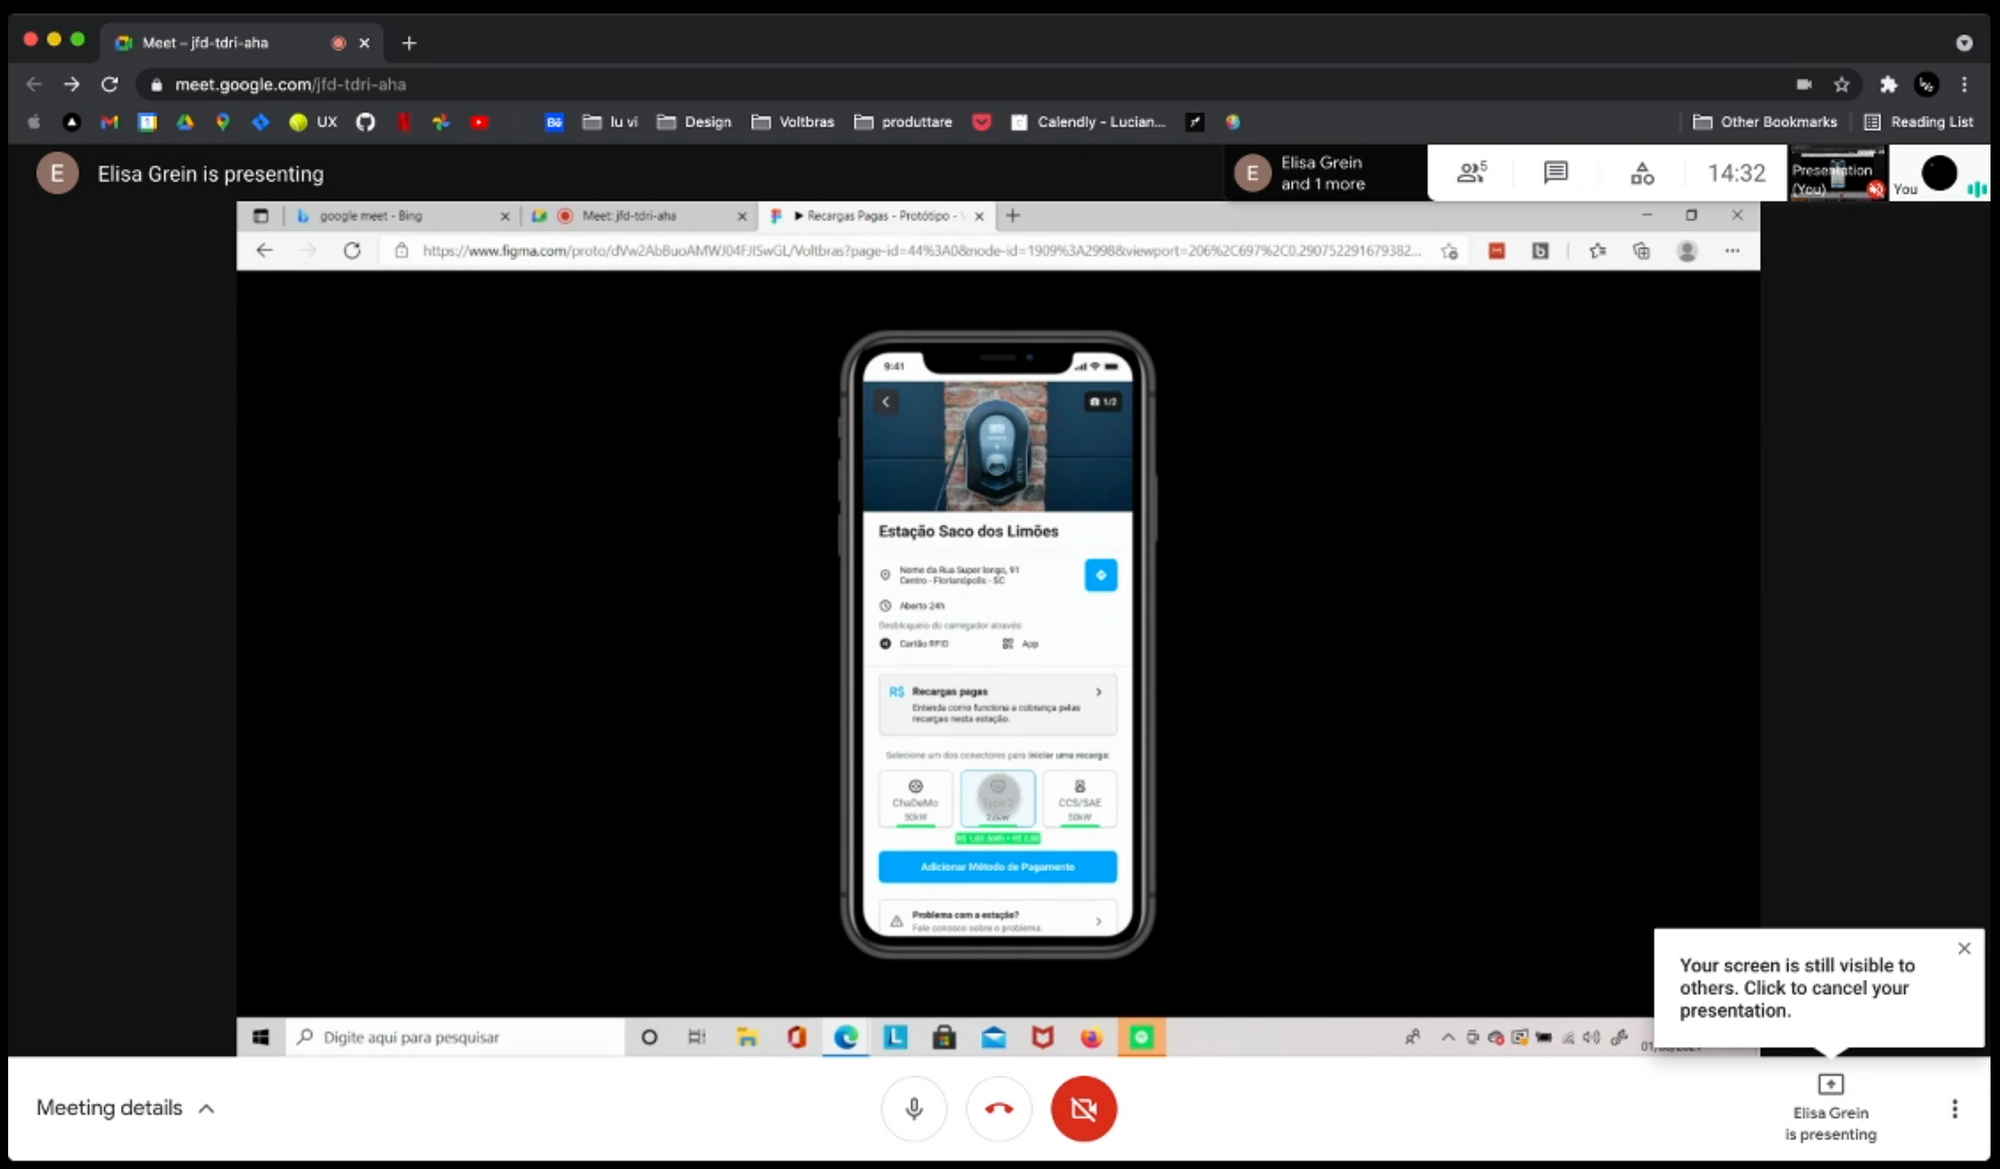 Meet – jfd-tdri-aha
meet.google.com/jfd-tdri-aha
UX
Bē
lu vi
Design
Voltbras
produttare
Calendly - Lucian...
Other Bookmarks
Reading List
E
Elisa Grein is presenting
E
Elisa Grein
and 1 more
5
14:32
Presentation
(You)
You
google meet - Bing
Meet: jfd-tdri-aha
Recargas Pagas - Protótipo -
https://www.figma.com/proto/dVw2AbBuoAMWJ04FJISwGL/Voltbras?page-id=44%3A0&node-id=1909%3A2998&viewport=206%2C697%2C0.290752291679382...
9:41
1/2
Estação Saco dos Limões
Nome da Rua Super longo, 91
Centro - Florianópolis - SC
Aberto 24h
Desbloqueio do carregador através:
Cartão RFID
App
R$ Recargas pagas
Entenda como funciona a cobrança pelas
recargas nesta estação.
Selecione um dos conectores para iniciar uma recarga:
ChaDeMo
50kW
Type 2
22kW
CCS/SAE
50kW
Adicionar Método de Pagamento
Problema com a estação?
Fale conosco sobre o problema.
Your screen is still visible to
others. Click to cancel your
presentation.
Digite aqui para pesquisar
Meeting details
Elisa Grein
is presenting